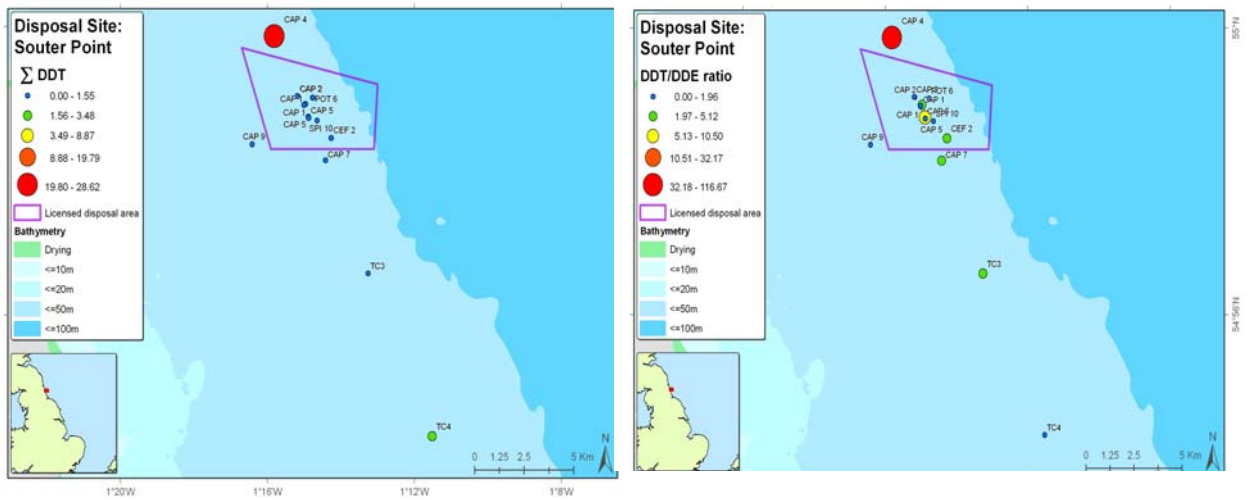 Disposal Site:
Souter Point
∑ DDT
0.00 - 1.55
1.56 - 3.48
3.49 - 8.87
8.88 - 19.79
19.80 - 28.62
Licensed disposal area
Bathymetry
Drying
<=10m
<=20m
<=50m
<=100m
CAP 4
CAP 2
POT 6
CAP 1
CAP 5
CAP 5
SPI 10
CEF 2
CAP 9
CAP 7
TC3
TC4
N
0 1.25 2.5 5 Km
1°20'W 1°16'W 1°12'W 1°8'W
Disposal Site:
Souter Point
DDT/DDE ratio
0.00 - 1.96
1.97 - 5.12
5.13 - 10.50
10.51 - 32.17
32.18 - 116.67
Licensed disposal area
Bathymetry
Drying
<=10m
<=20m
<=50m
<=100m
CAP 4
CAP 2
POT 6
CAP 1
CAP 1
SPI 10
CAP 5
CEF 2
CAP 9
CAP 7
TC3
TC4
N
0 1.25 2.5 5 Km
55°N
54°56'N